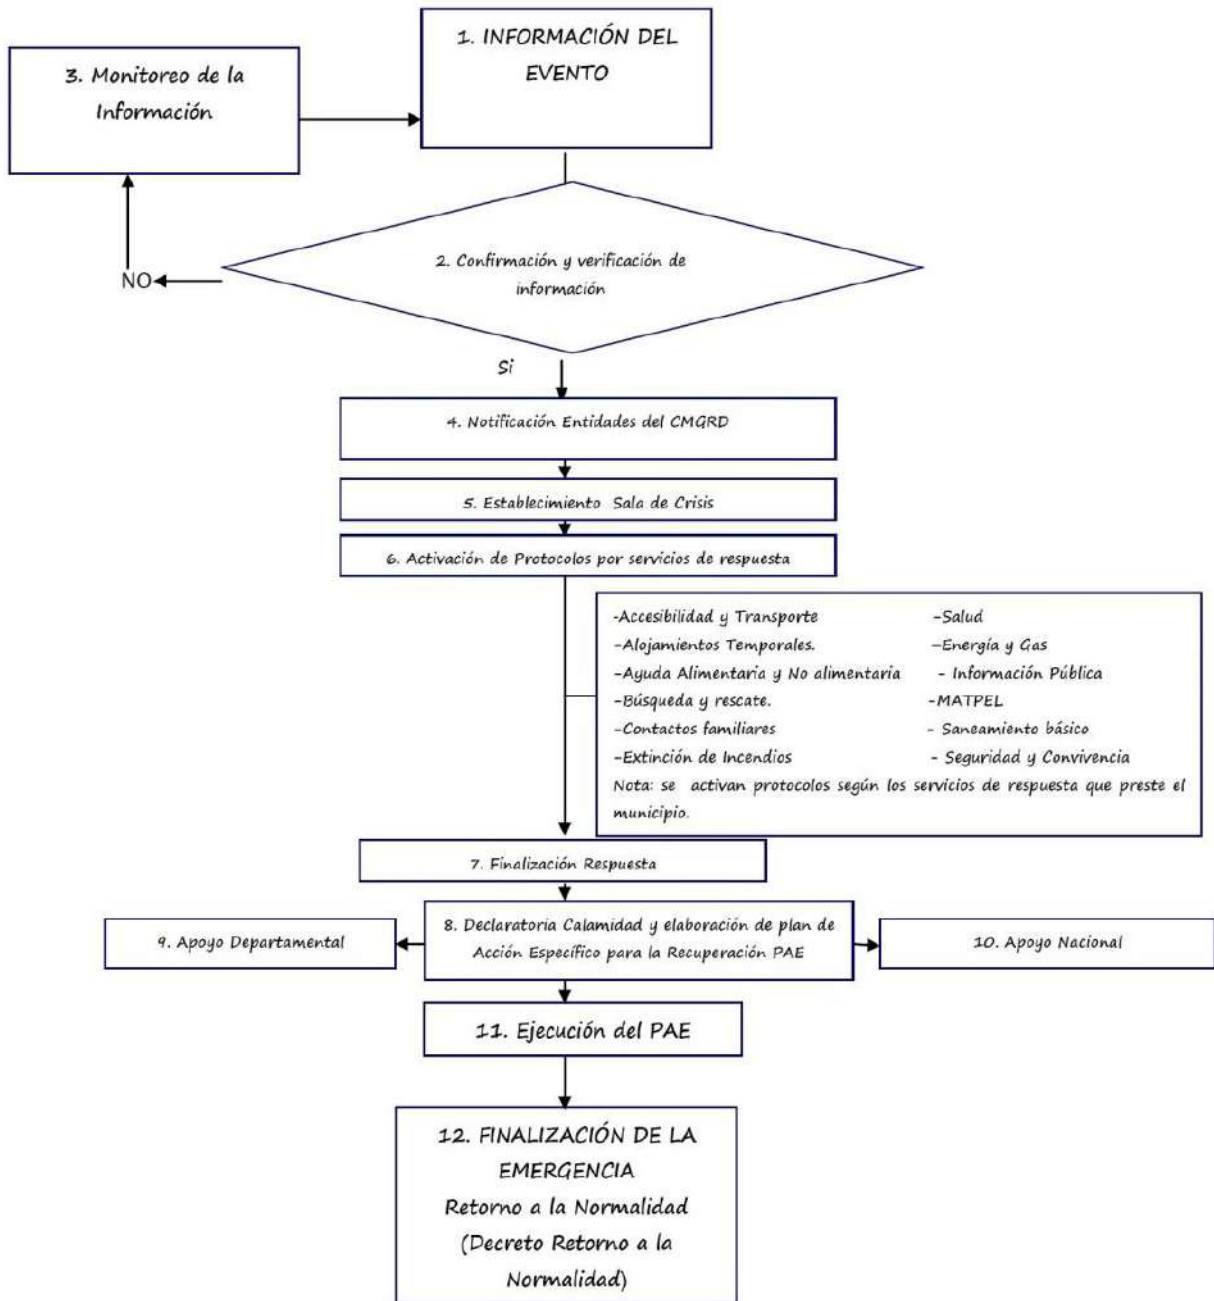 1. INFORMACIÓN DEL
EVENTO
3. Monitoreo de la
Información
2. Confirmación y verificación de
información
NO
Si
4. Notificación Entidades del CMGRD
5. Establecimiento Sala de Crisis
6. Activación de Protocolos por servicios de respuesta
-Accesibilidad y Transporte -Salud
-Alojamientos Temporales. -Energía y Gas
-Ayuda Alimentaria y No alimentaria - Información Pública
-Búsqueda y rescate. -MATPEL
-Contactos familiares - Saneamiento básico
-Extinción de Incendios - Seguridad y Convivencia
Nota: se activan protocolos según los servicios de respuesta que preste el
municipio.
7. Finalización Respuesta
8. Declaratoria Calamidad y elaboración de plan de
Acción Específico para la Recuperación PAE
9. Apoyo Departamental
10. Apoyo Nacional
11. Ejecución del PAE
12. FINALIZACIÓN DE LA
EMERGENCIA
Retorno a la Normalidad
(Decreto Retorno a la
Normalidad)